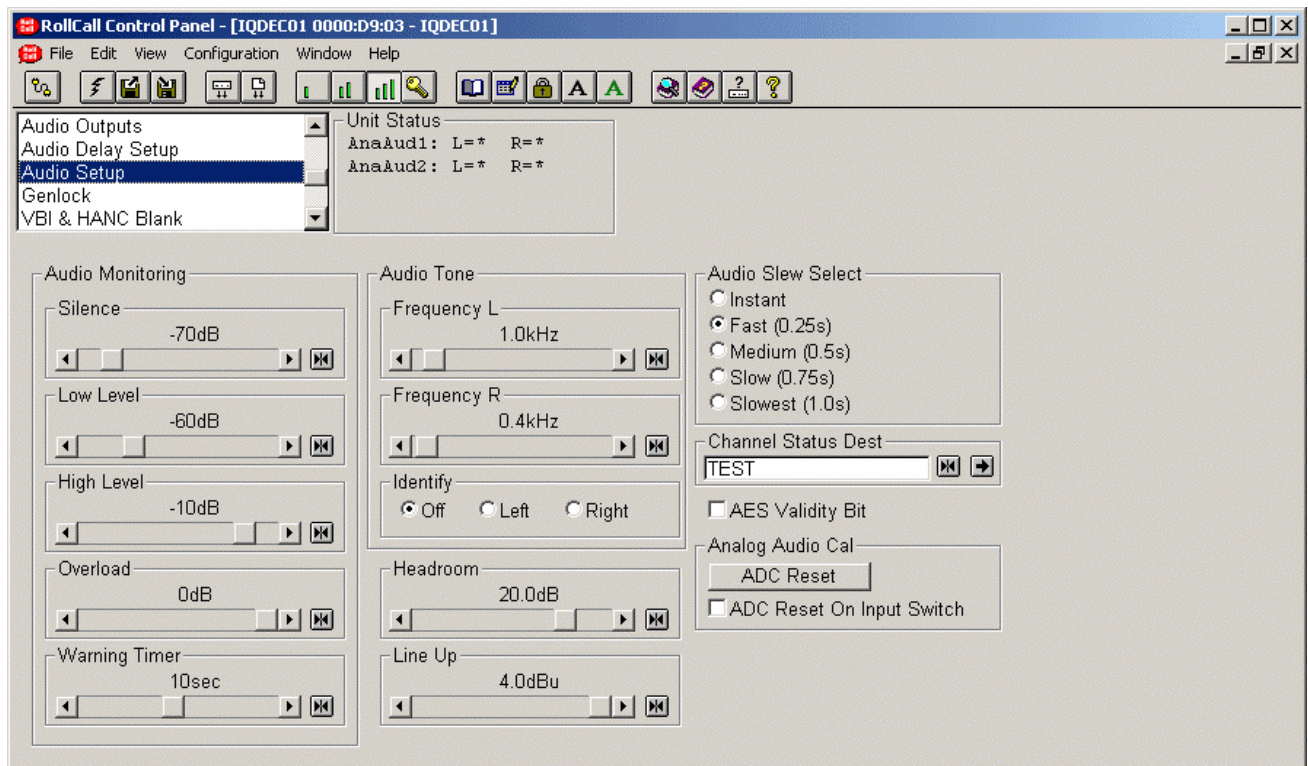 RollCall Control Panel - [IQDEC01 0000:D9:03 - IQDEC01]
File Edit View Configuration Window Help
Audio Outputs
Audio Delay Setup
Audio Setup
Genlock
VBI & HANC Blank
Unit Status
AnaAud1: L=* R=*
AnaAud2: L=* R=*
Audio Monitoring
Silence
-70dB
Low Level
-60dB
High Level
-10dB
Overload
0dB
Warning Timer
10sec
Audio Tone
Frequency L
1.0kHz
Frequency R
0.4kHz
Identify
Off Left Right
Headroom
20.0dB
Line Up
4.0dBu
Audio Slew Select
Instant
Fast (0.25s)
Medium (0.5s)
Slow (0.75s)
Slowest (1.0s)
Channel Status Dest
TEST
AES Validity Bit
Analog Audio Cal
ADC Reset
ADC Reset On Input Switch